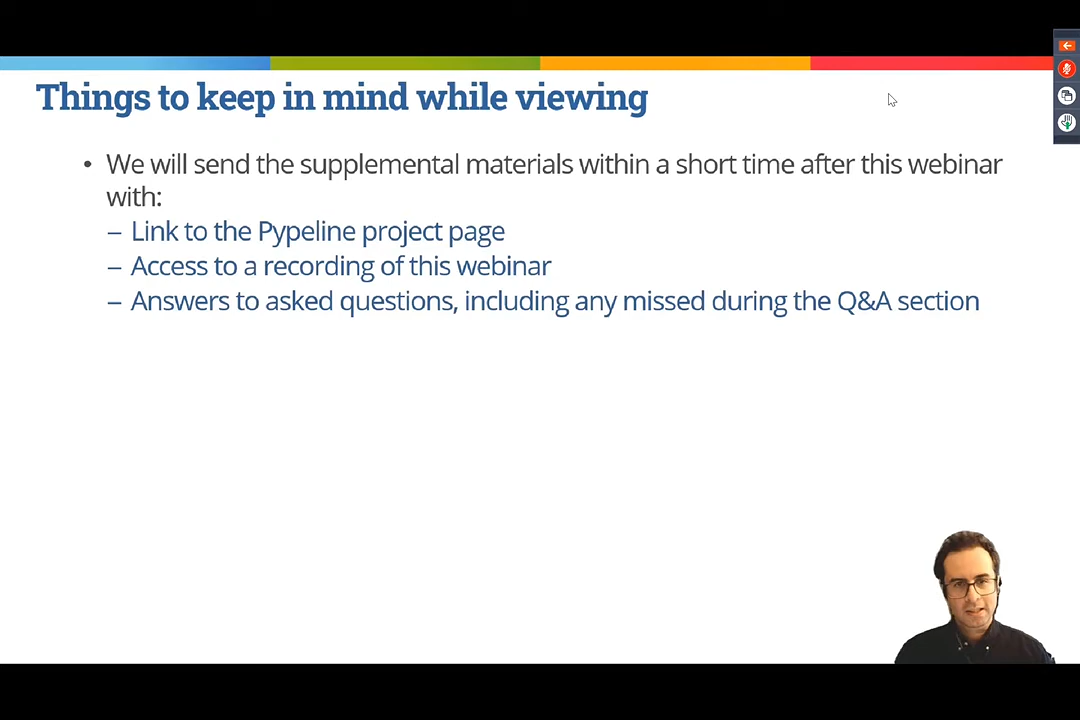 Things to keep in mind while viewing
• We will send the supplemental materials within a short time after this webinar
with:
– Link to the Pypeline project page
– Access to a recording of this webinar
– Answers to asked questions, including any missed during the Q&A section